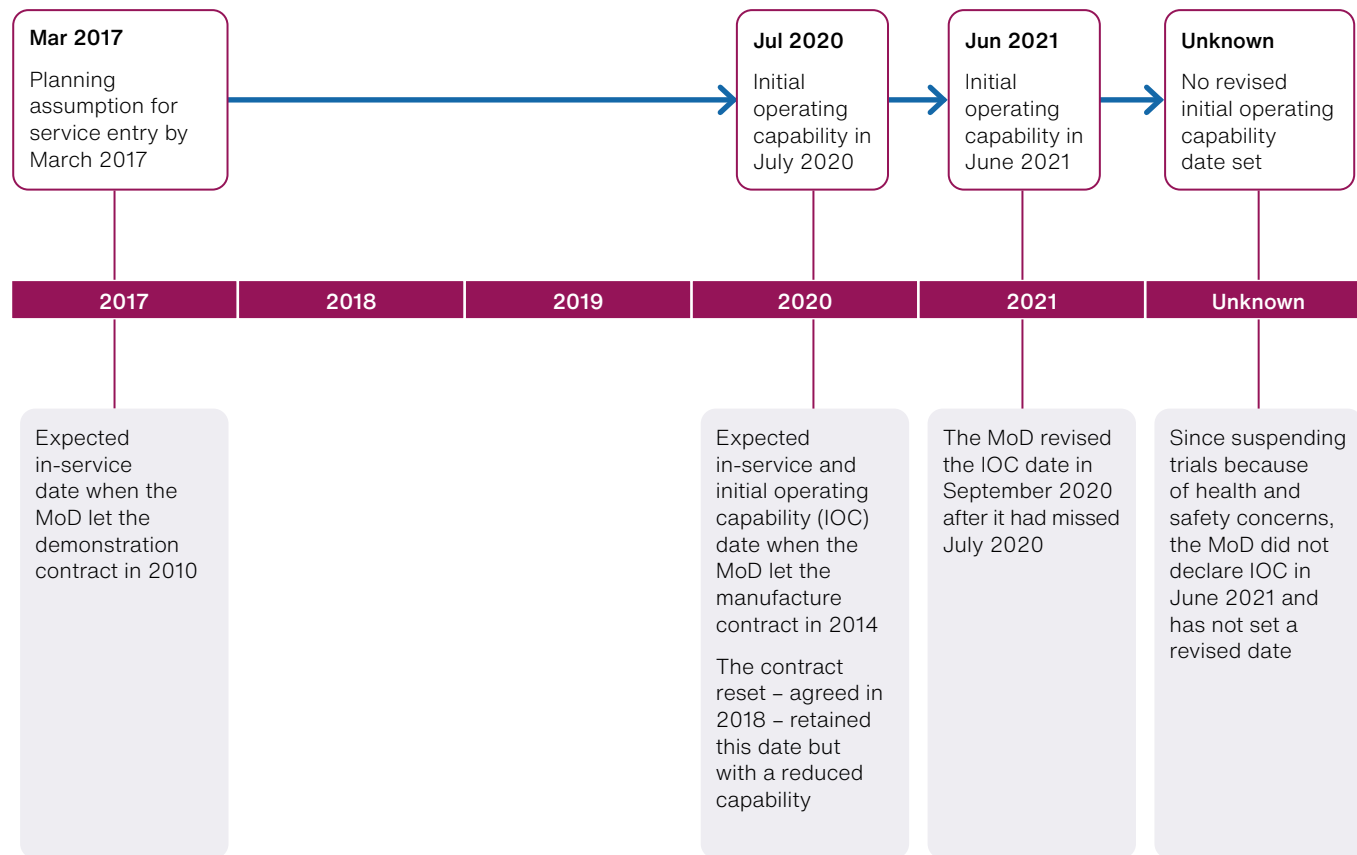 Mar 2017
Planning
assumption for
service entry by
March 2017
Jul 2020
Initial
operating
capability in
July 2020
Jun 2021
Initial
operating
capability in
June 2021
Unknown
No revised
initial operating
capability
date set
2017
2018
2019
2020
2021
Unknown
Expected
in-service
date when the
MoD let the
demonstration
contract in 2010
Expected
in-service and
initial operating
capability (IOC)
date when the
MoD let the
manufacture
contract in 2014
The contract
reset – agreed in
2018 – retained
this date but
with a reduced
capability
The MoD revised
the IOC date in
September 2020
after it had missed
July 2020
Since suspending
trials because
of health and
safety concerns,
the MoD did not
declare IOC in
June 2021 and
has not set a
revised date